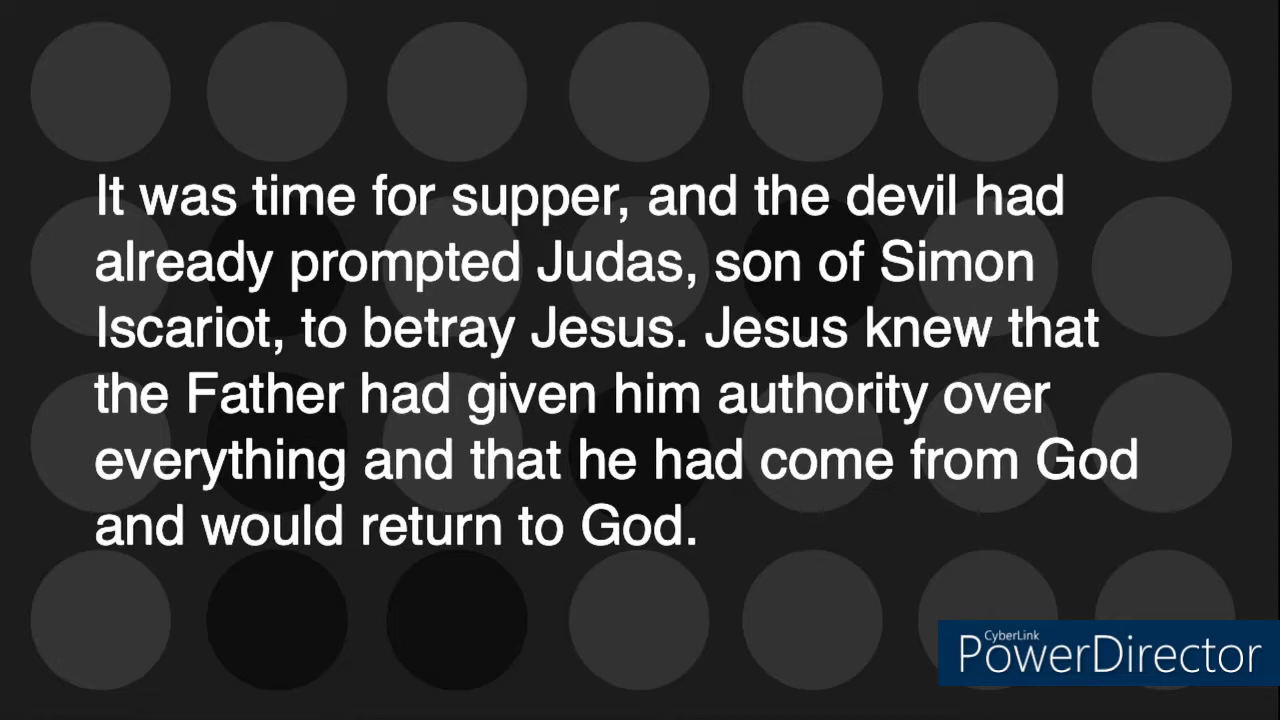 It was time for supper, and the devil had
already prompted Judas, son of Simon
Iscariot, to betray Jesus. Jesus knew that
the Father had given him authority over
everything and that he had come from God
and would return to God.
CyberLink
PowerDirector